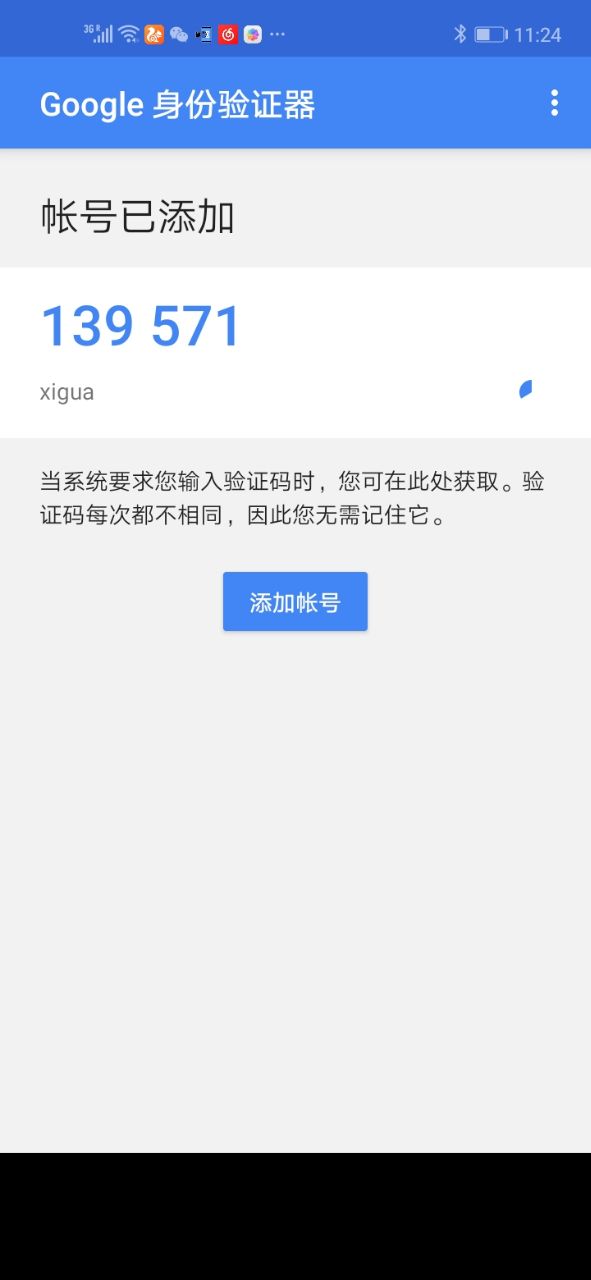 3G R 11:24
Google 身份验证器
帐号已添加
139 571
xigua
当系统要求您输入验证码时，您可在此处获取。验
证码每次都不相同，因此您无需记住它。
添加帐号